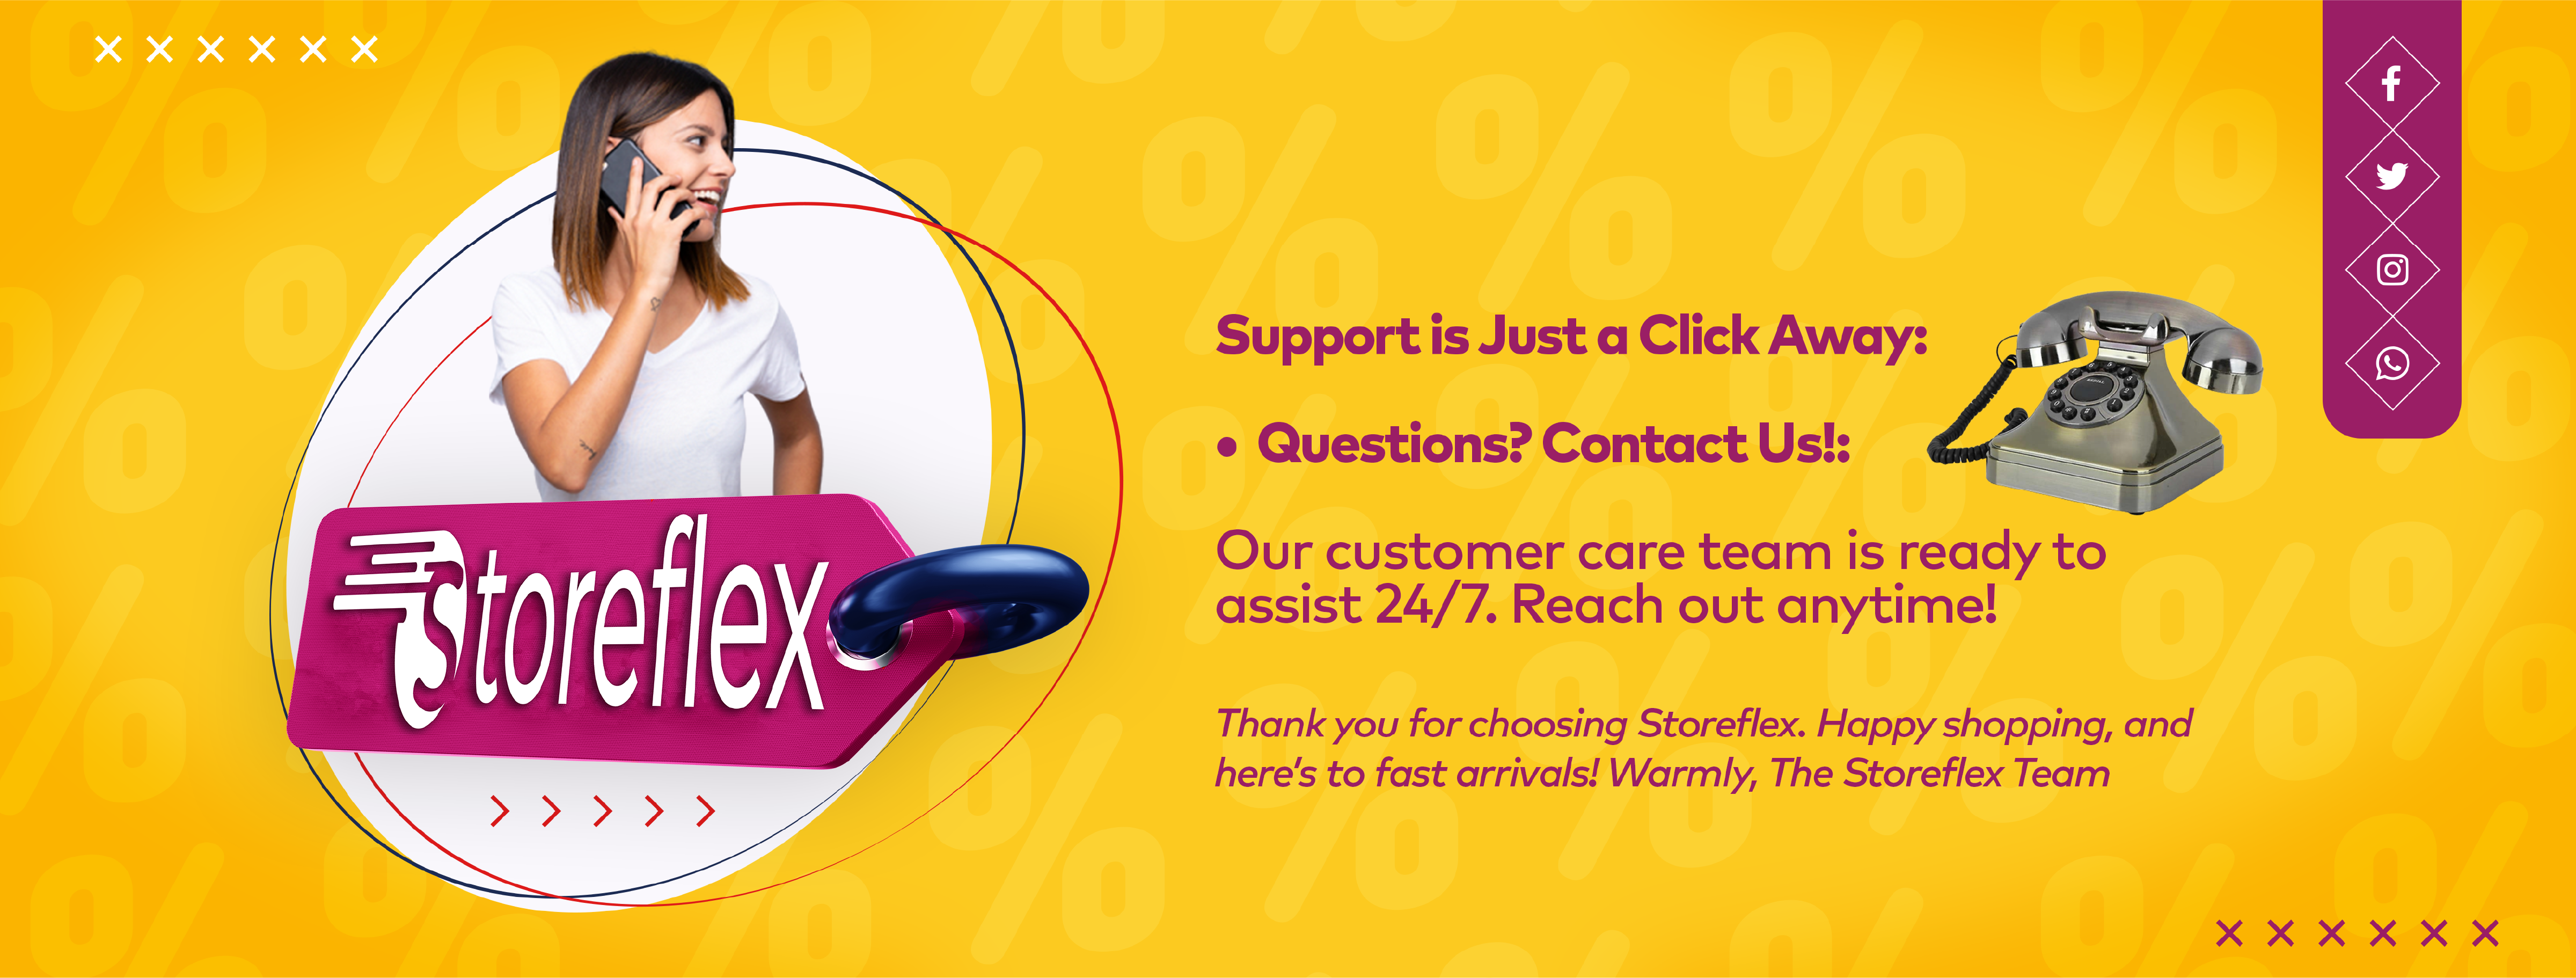 Storeflex
Support is Just a Click Away:
• Questions? Contact Us!:
Our customer care team is ready to
assist 24/7. Reach out anytime!
Thank you for choosing Storeflex. Happy shopping, and
here's to fast arrivals! Warmly, The Storeflex Team